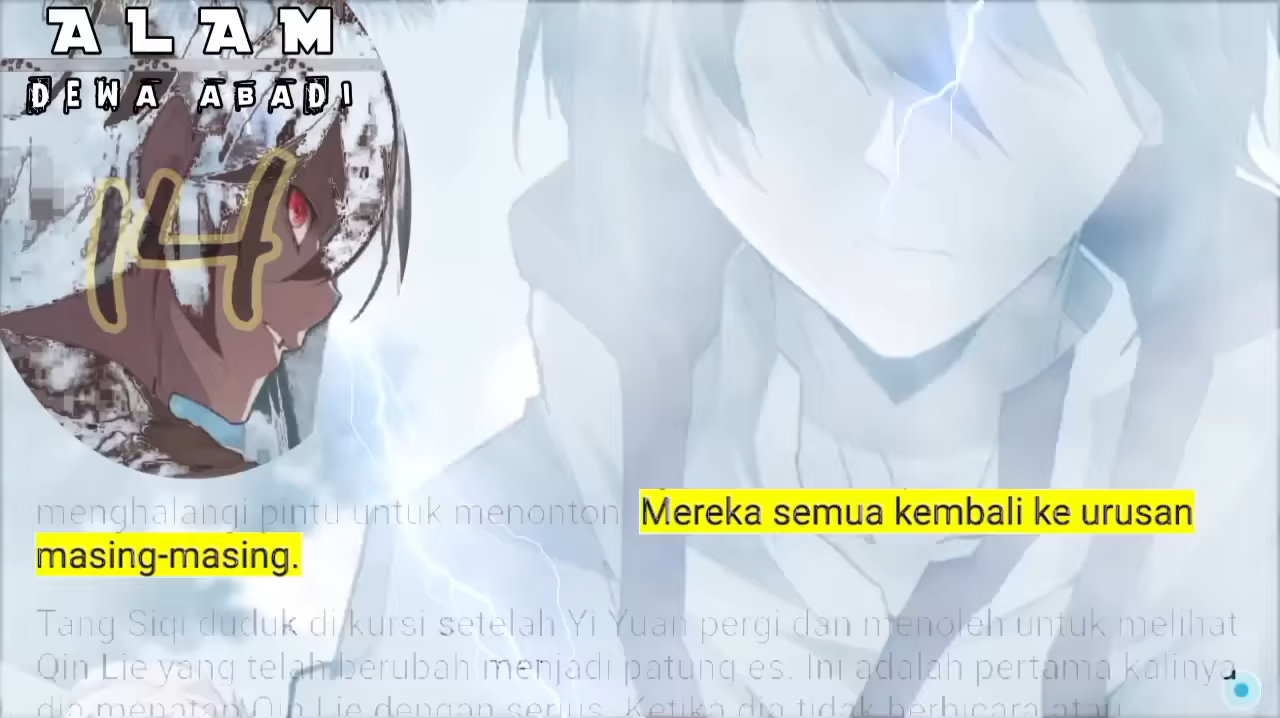 ALAM
DEWA ABADI
14
menghalangi pintu untuk menonton Mereka semua kembali ke urusan
masing-masing.
Tang Siqi duduk di kursi setelah Yi Yuan pergi dan menoleh untuk melihat
Qin Lie yang telah berubah menjadi patung es. Ini adalah pertama kalinya
dia menatap Qin Lie dengan serius. Ketika dia tidak berbicara atau